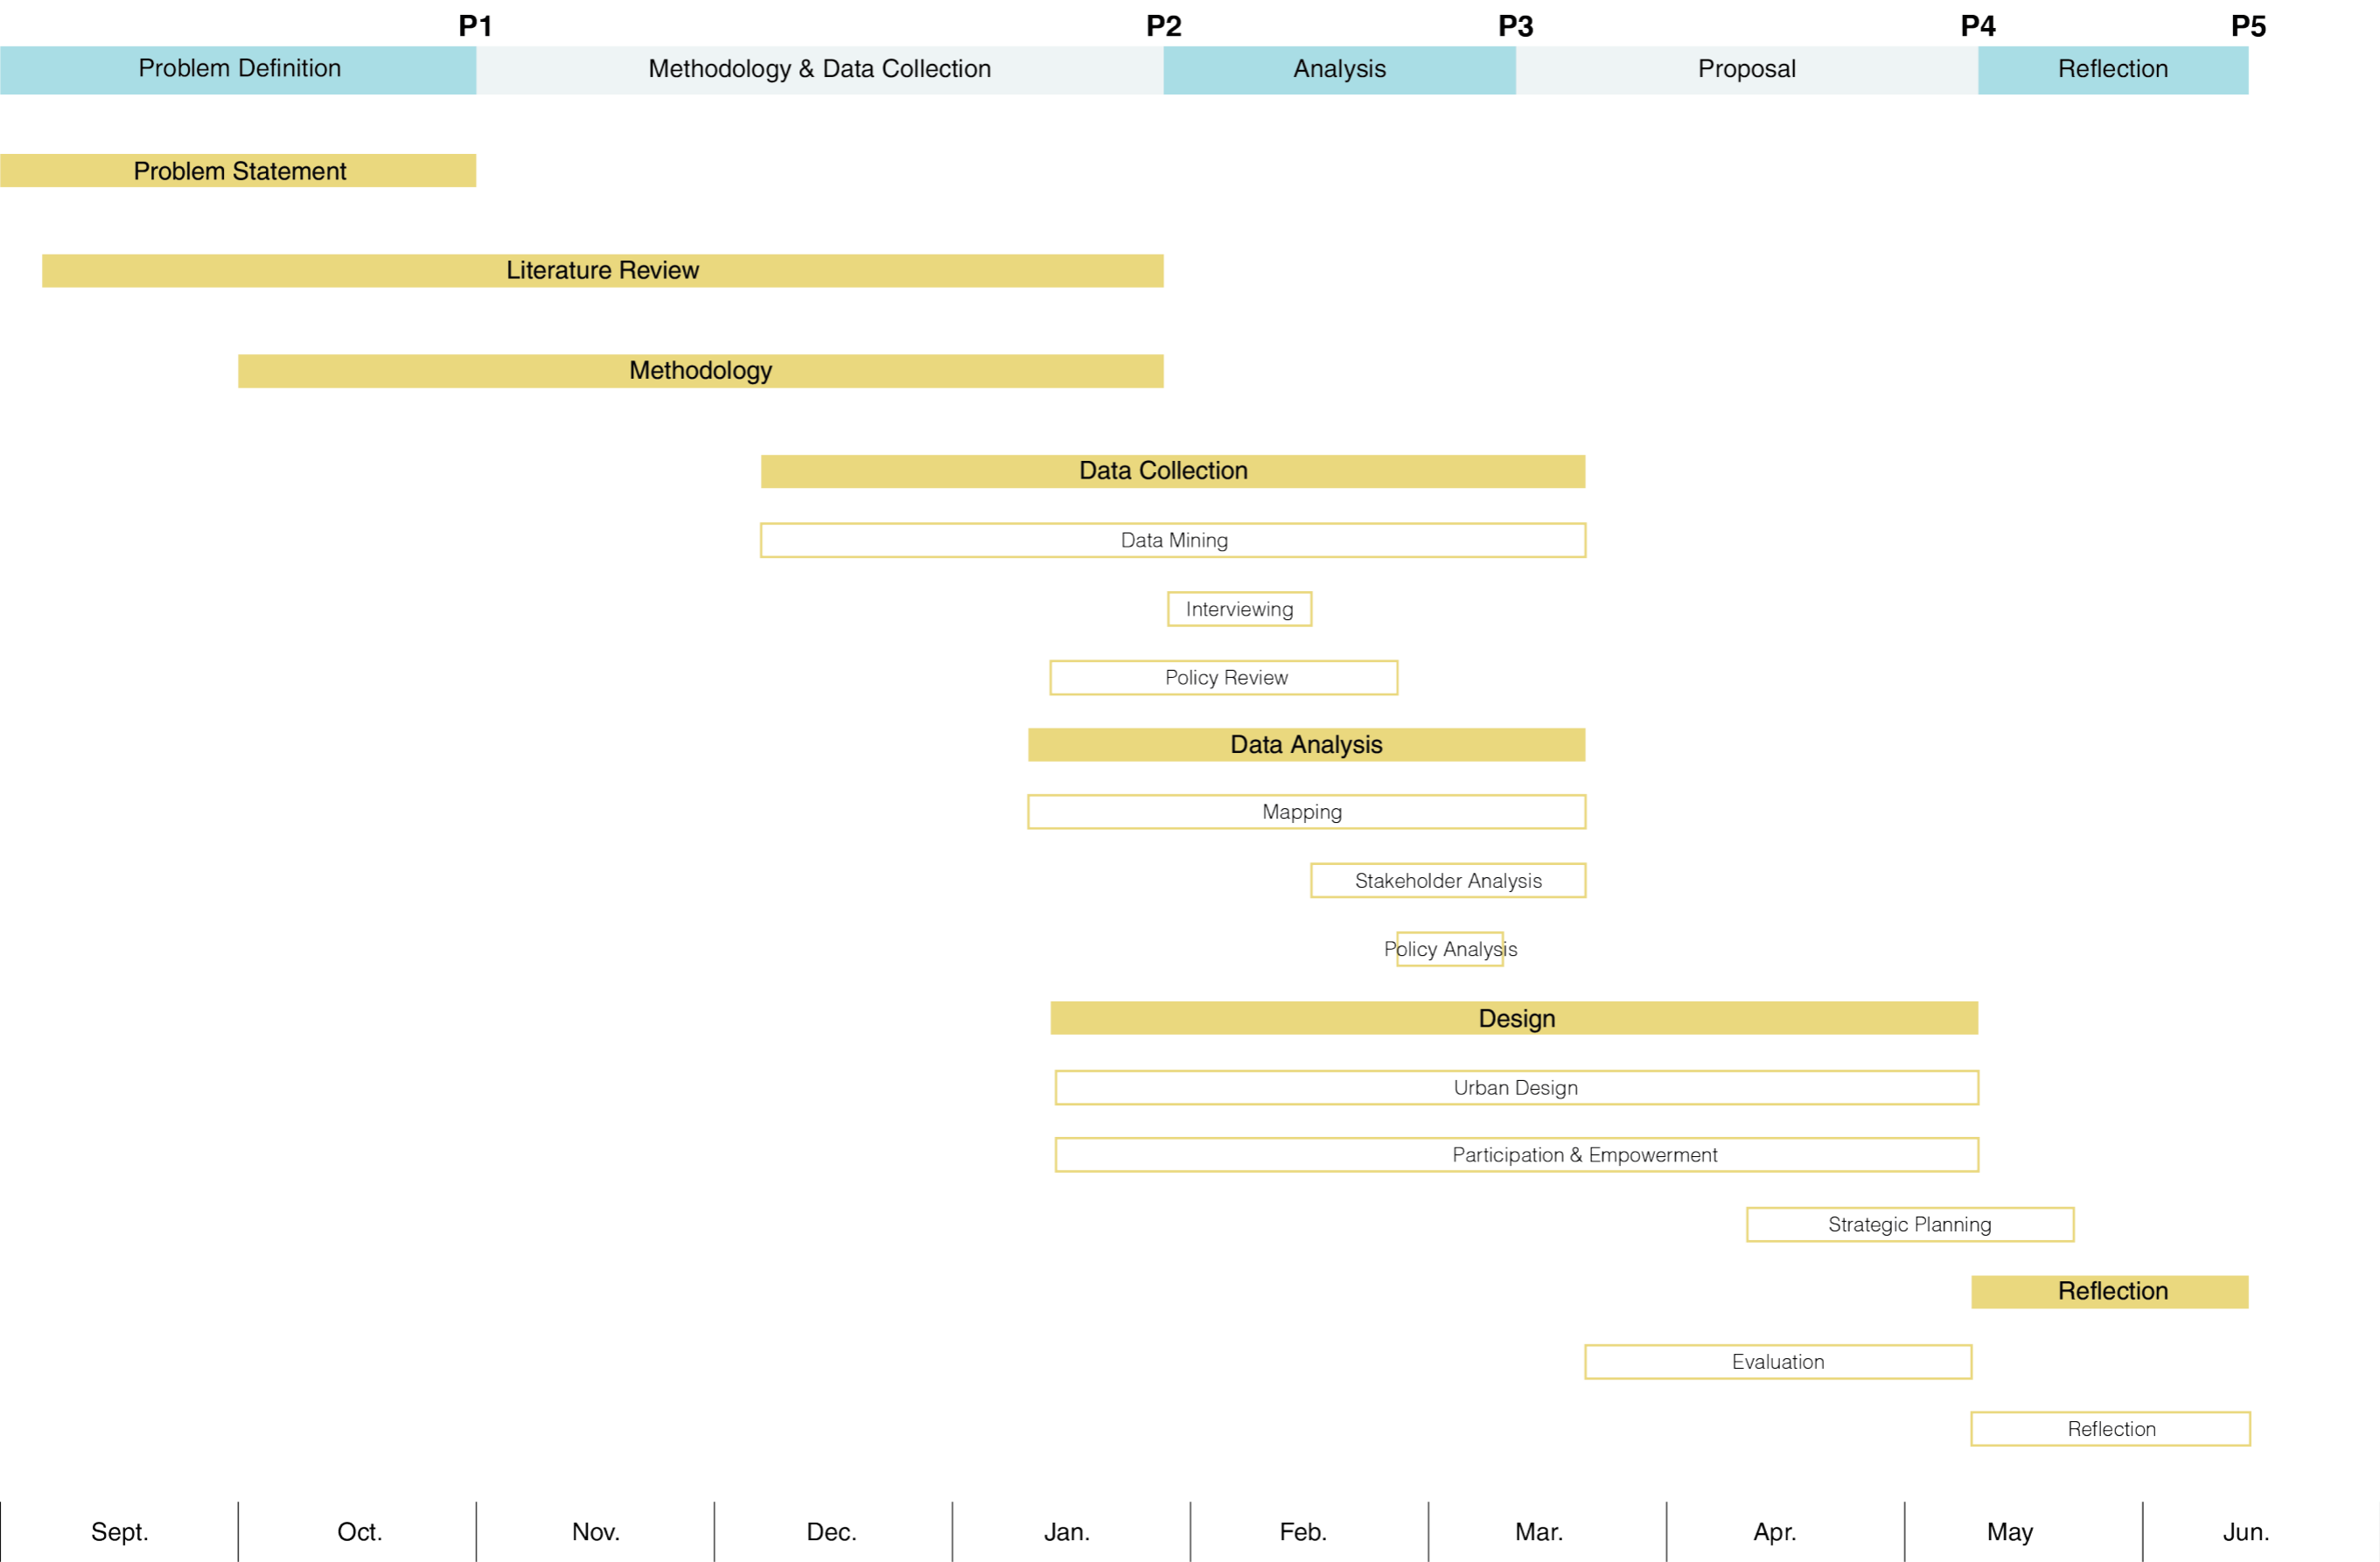 P1 P2 P3 P4 P5
Problem Definition Methodology & Data Collection Analysis Proposal Reflection
Problem Statement
Literature Review
Methodology
Data Collection
Data Mining
Interviewing
Policy Review
Data Analysis
Mapping
Stakeholder Analysis
Policy Analysis
Design
Urban Design
Participation & Empowerment
Strategic Planning
Reflection
Evaluation
Reflection
Sept. Oct. Nov. Dec. Jan. Feb. Mar. Apr. May Jun.